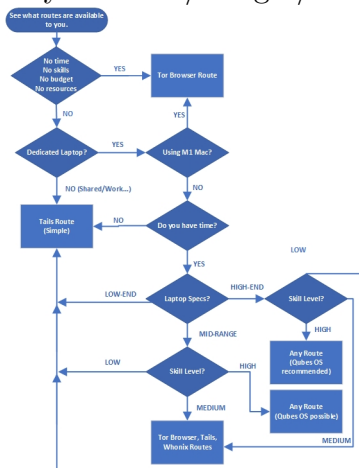 See what routes are available
to you.
No time
No skills
No budget
No resources
YES
Tor Browser Route
NO
YES
Dedicated Laptop?
YES
Using M1 Mac?
NO (Shared/Work...)
NO
Tails Route
(Simple)
NO
Do you have time?
YES
LOW
LOW-END
Laptop Specs?
HIGH-END
Skill Level?
MID-RANGE
HIGH
LOW
Skill Level?
HIGH
Any Route
(Qubes OS
recommended)
MEDIUM
Any Route
(Qubes OS possible)
Tor Browser, Tails,
Whonix Routes
MEDIUM